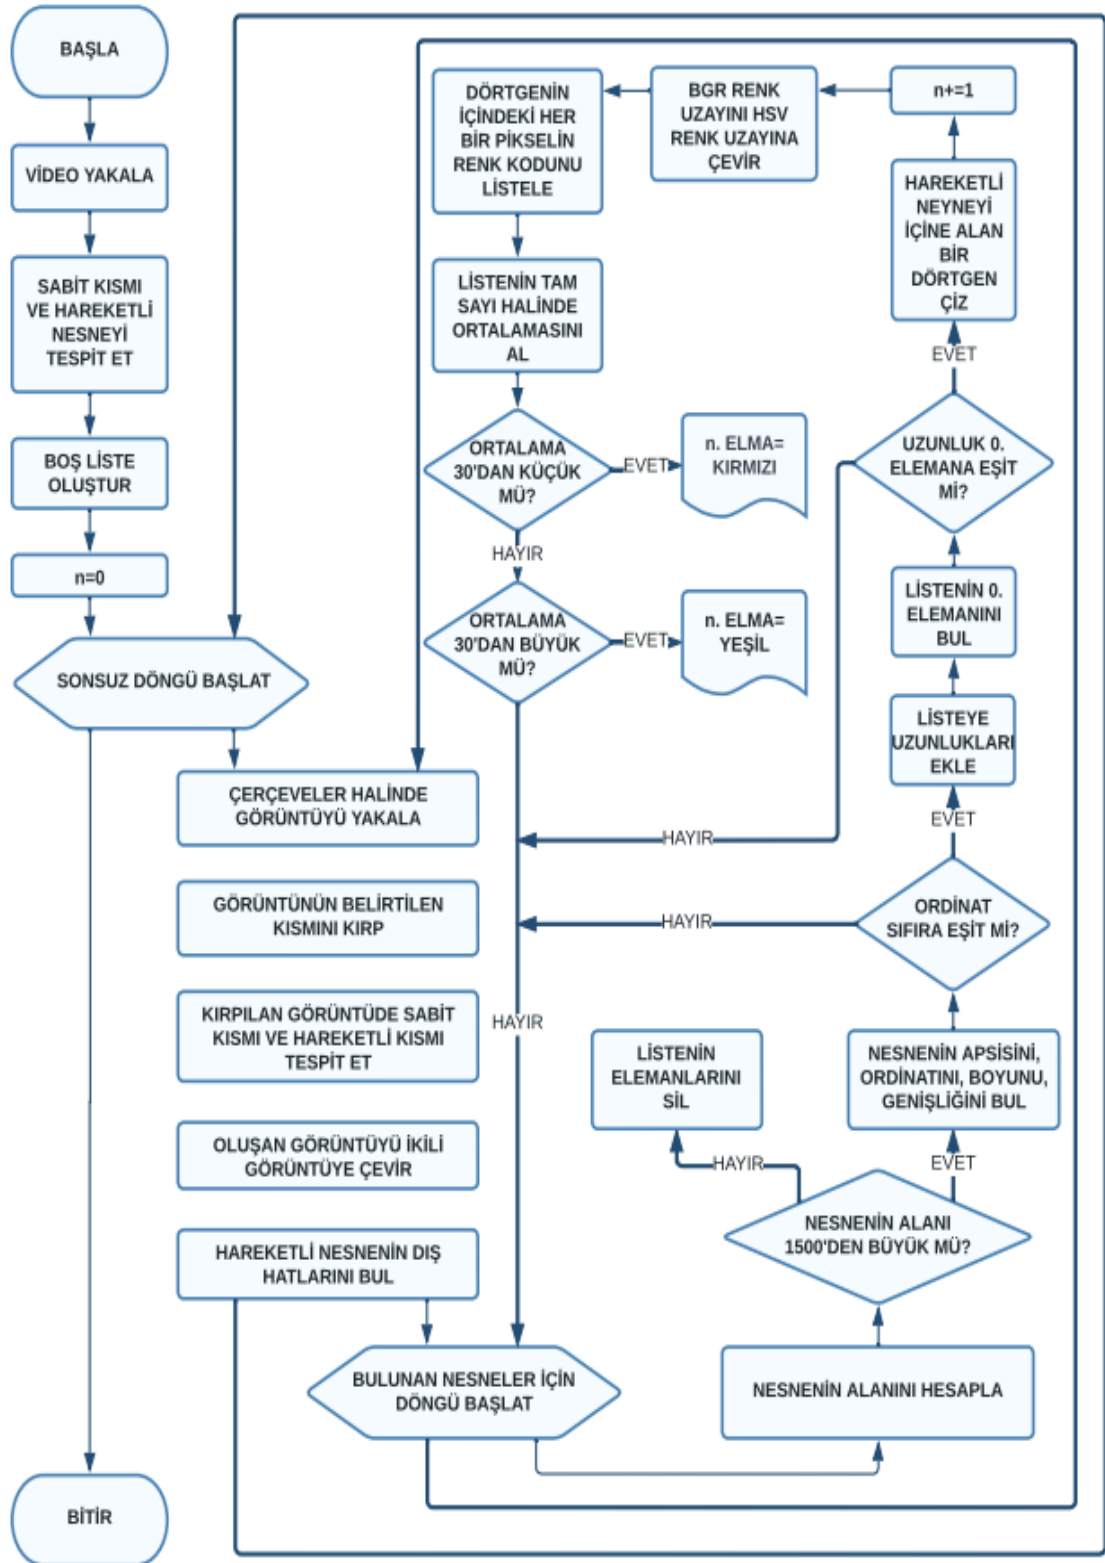 BAŞLA
VİDEO YAKALA
SABİT KISMI
VE HAREKETLİ
NESNEYİ
TESPİT ET
BOŞ LİSTE
OLUŞTUR
n=0
SONSUZ DÖNGÜ BAŞLAT
ÇERÇEVELER HALİNDE
GÖRÜNTÜYÜ YAKALA
GÖRÜNTÜNÜN BELİRTİLEN
KISMINI KIRP
KIRPILAN GÖRÜNTÜDE SABİT
KISMI VE HAREKETLİ KISMI
TESPİT ET
OLUŞAN GÖRÜNTÜYÜ İKİLİ
GÖRÜNTÜYE ÇEVİR
HAREKETLİ NESNENİN DIŞ
HATLARINI BUL
BULUNAN NESNELER İÇİN
DÖNGÜ BAŞLAT
NESNENİN ALANINI HESAPLA
NESNENİN ALANI
1500'DEN BÜYÜK MÜ?
HAYIR
EVET
LİSTENİN
ELEMANLARINI
SİL
NESNENİN APSİSİNİ,
ORDİNATINI, BOYUNU,
GENİŞLİĞİNİ BUL
ORDİNAT
SIFIRA EŞİT Mİ?
HAYIR
EVET
LİSTEYE
UZUNLUKLARI
EKLE
LİSTENİN 0.
ELEMANINI
BUL
UZUNLUK 0.
ELEMANA EŞİT
Mİ?
HAYIR
EVET
HAREKETLİ
NEYNEYİ
İÇİNE ALAN
BİR
DÖRTGEN
ÇİZ
n+=1
BGR RENK
UZAYINI HSV
RENK UZAYINA
ÇEVİR
DÖRTGENİN
İÇİNDEKİ HER
BİR PİKSELİN
RENK KODUNU
LİSTELE
LİSTENİN TAM
SAYI HALİNDE
ORTALAMASINI
AL
ORTALAMA
30'DAN KÜÇÜK
MÜ?
EVET
n. ELMA=
KIRMIZI
HAYIR
ORTALAMA
30'DAN BÜYÜK
MÜ?
EVET
n. ELMA=
YEŞİL
HAYIR
BİTİR